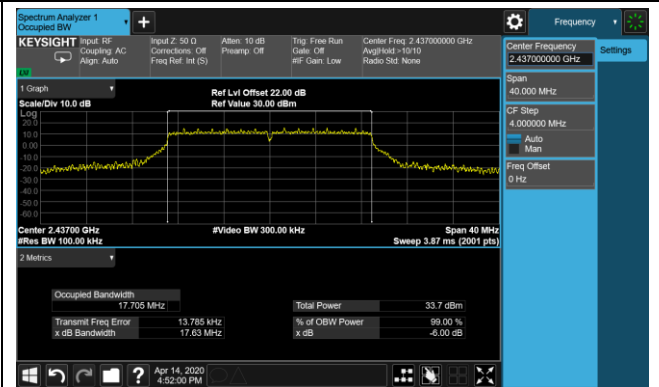 Spectrum Analyzer 1
Occupied BW
+
Frequency
KEYSIGHT
Input: RF
Coupling: AC
Align: Auto
Input Z: 50 Ω
Corrections: Off
Freq Ref: Int (S)
Atten: 10 dB
Preamp: Off
Trig: Free Run
Gate: Off
#IF Gain: Low
Center Freq: 2.437000000 GHz
Avg|Hold:>10/10
Radio Std: None
LV
Center Frequency
2.437000000 GHz
Settings
Span
40.000 MHz
CF Step
4.000000 MHz
Auto
Man
Freq Offset
0 Hz
1 Graph
Scale/Div 10.0 dB
Ref Lvl Offset 22.00 dB
Ref Value 30.00 dBm
Log
20.0
10.0
0.00
-10.0
-20.0
-30.0
-40.0
-50.0
-60.0
Center 2.43700 GHz
#Video BW 300.00 kHz
Span 40 MHz
#Res BW 100.00 kHz
Sweep 3.87 ms (2001 pts)
2 Metrics
Occupied Bandwidth
17.705 MHz
Total Power 33.7 dBm
Transmit Freq Error 13.785 kHz
% of OBW Power 99.00 %
x dB Bandwidth 17.63 MHz
x dB -6.00 dB
?
Apr 14, 2020
4:52:00 PM